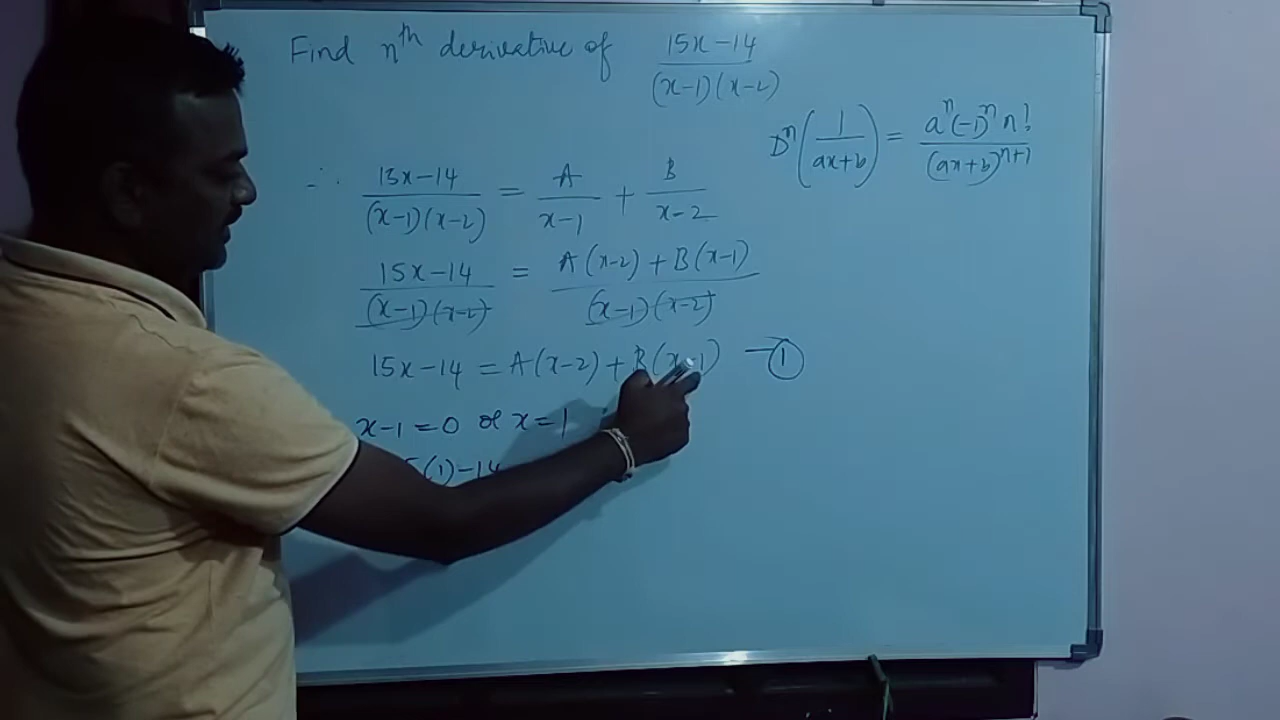 Find nth derivative of (15x-14)/((x-1)(x-2))
Dⁿ(1/(ax+b)) = aⁿ(-1)ⁿ n!/(ax+b)ⁿ⁺¹
∴ (15x-14)/((x-1)(x-2)) = A/(x-1) + B/(x-2)
(15x-14)/((x-1)(x-2)) = (A(x-2)+B(x-1))/((x-1)(x-2))
15x-14 = A(x-2)+B(x-1) —①
x-1=0 or x=1
(1)-14